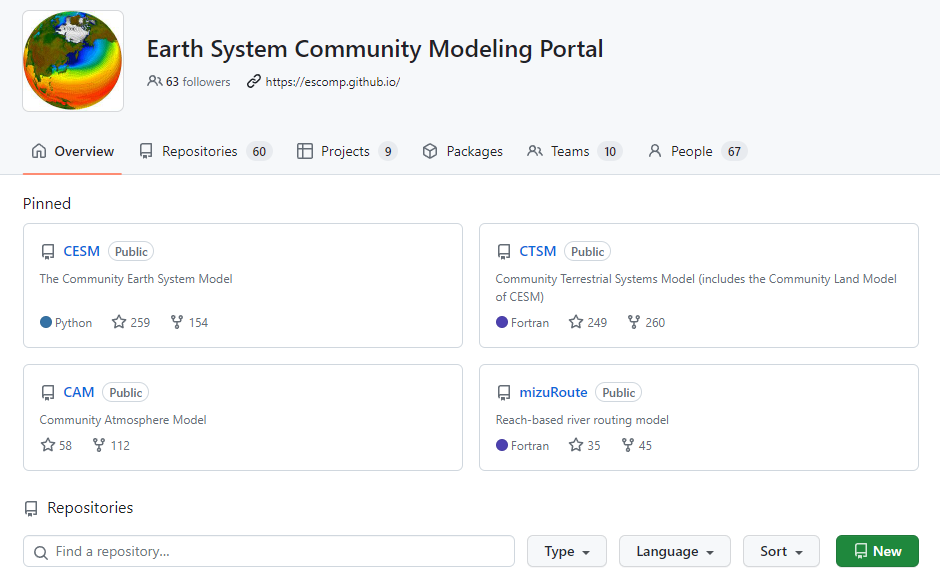 Earth System Community Modeling Portal
63 followers https://escomp.github.io/
Overview Repositories 60 Projects 9 Packages Teams 10 People 67
Pinned
CESM Public
The Community Earth System Model
Python 259 154
CTSM Public
Community Terrestrial Systems Model (includes the Community Land Model
of CESM)
Fortran 249 260
CAM Public
Community Atmosphere Model
58 112
mizuRoute Public
Reach-based river routing model
Fortran 35 45
Repositories
Find a repository... Type Language Sort New